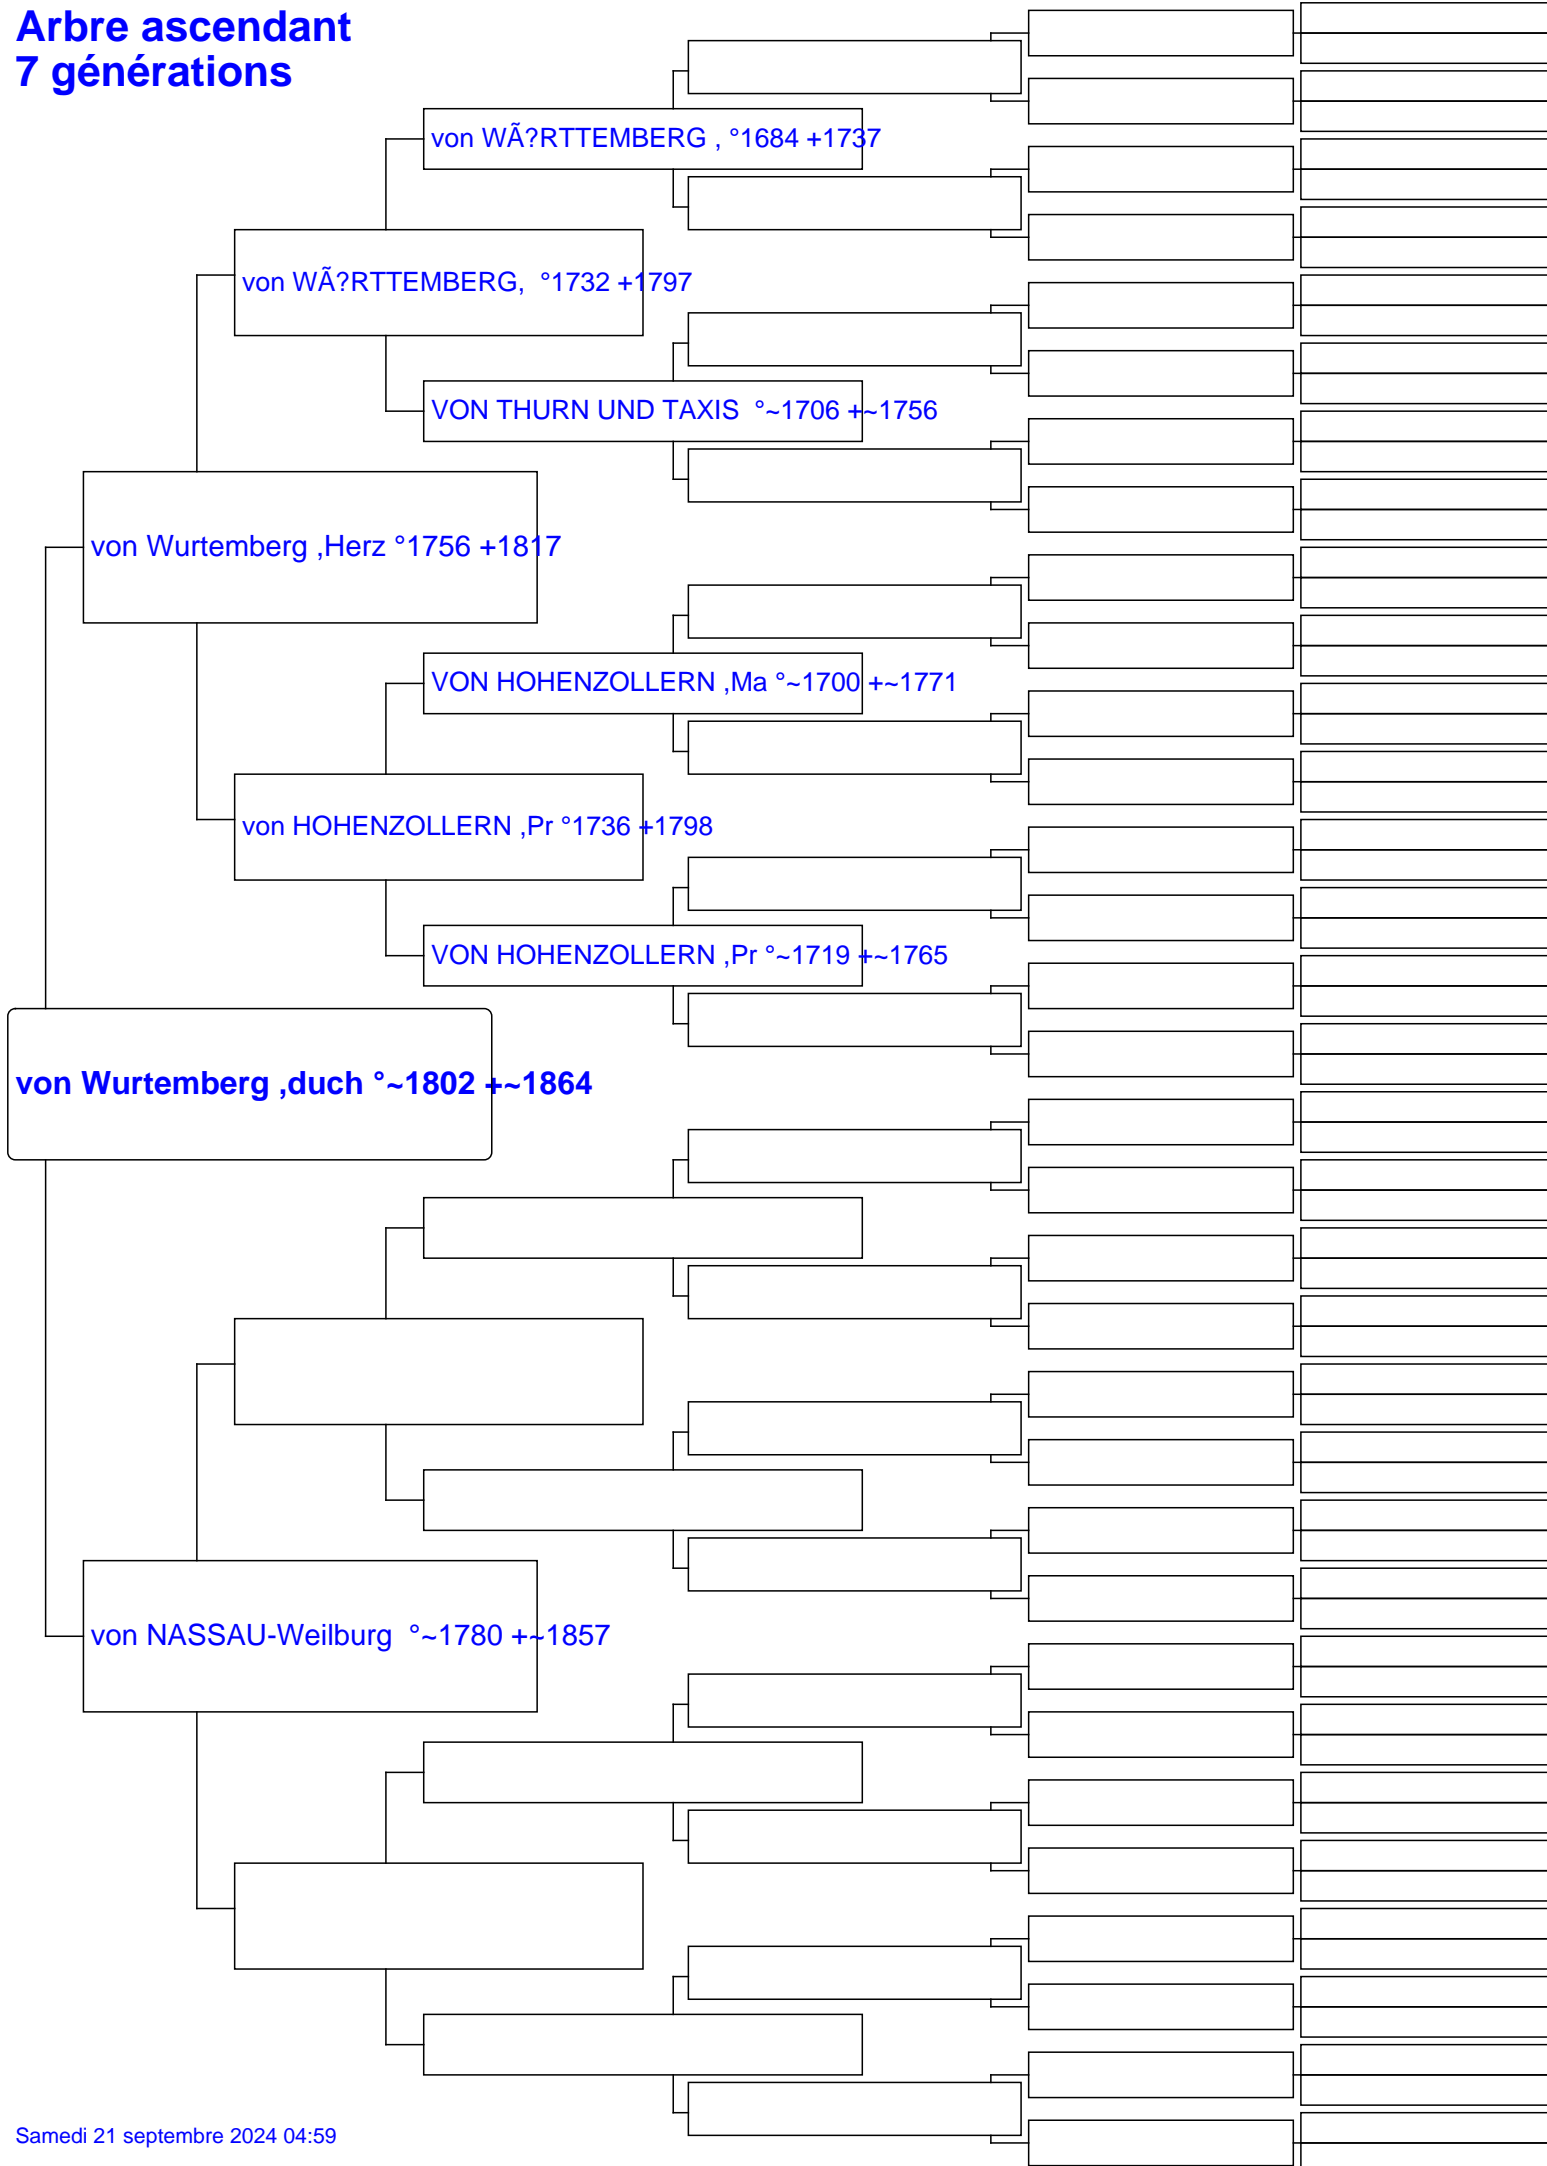 Arbre ascendant
7 générations
von WÃ?RTTEMBERG , °1684 +1737
von WÃ?RTTEMBERG, °1732 +1797
VON THURN UND TAXIS °~1706 +~1756
von Wurtemberg ,Herz °1756 +1817
VON HOHENZOLLERN ,Ma °~1700 +~1771
von HOHENZOLLERN ,Pr °1736 +1798
VON HOHENZOLLERN ,Pr °~1719 +~1765
von Wurtemberg ,duch °~1802 +~1864
von NASSAU-Weilburg °~1780 +~1857
Samedi 21 septembre 2024 04:59